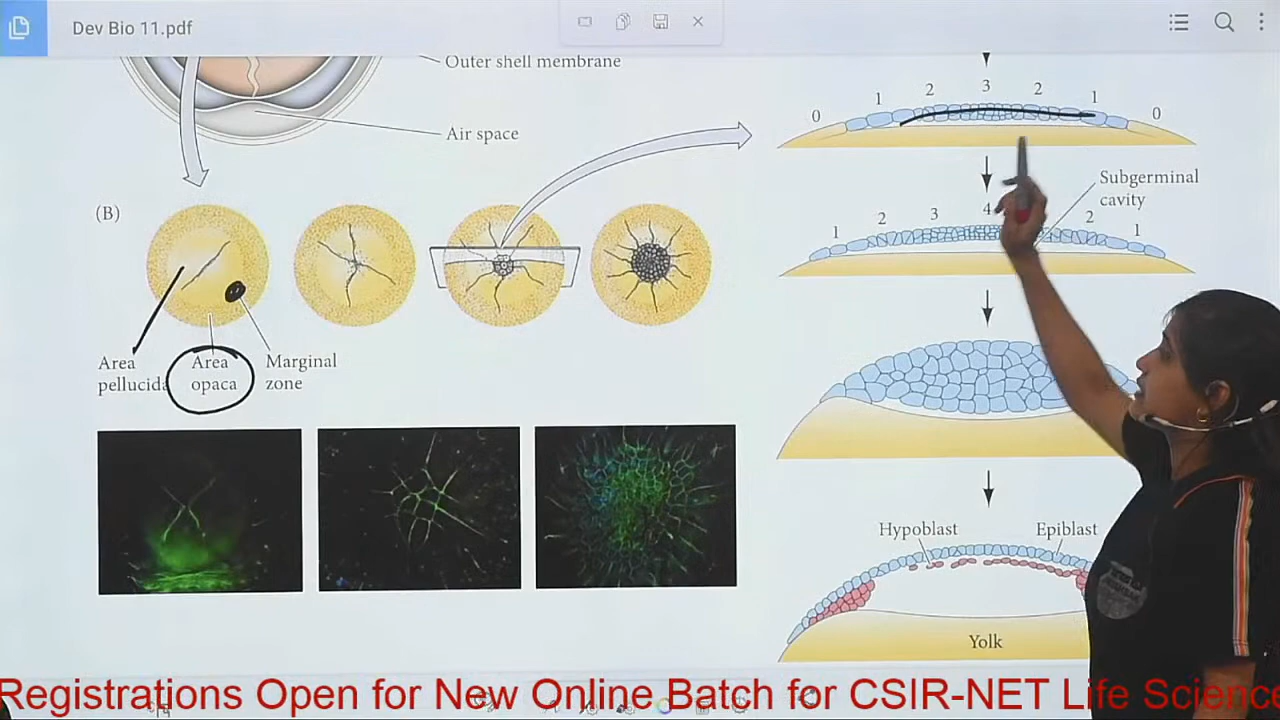 Dev Bio 11.pdf
Outer shell membrane
Air space
(B)
Area pellucida
Area opaca
Marginal zone
0 1 2 3 2 1 0
Subgerminal cavity
1 2 3 4 2 1
Hypoblast
Epiblast
Yolk
Registrations Open for New Online Batch for CSIR-NET Life Science